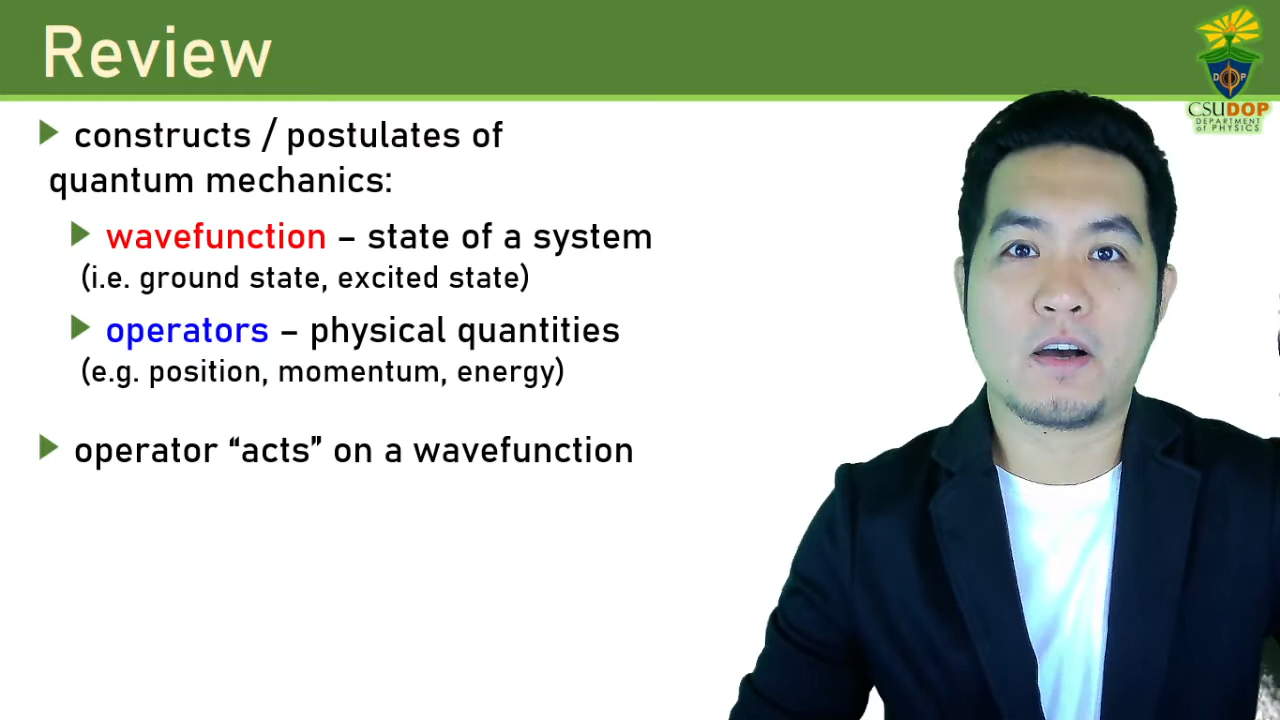 Review
▶ constructs / postulates of
quantum mechanics:
▶ wavefunction – state of a system
(i.e. ground state, excited state)
▶ operators – physical quantities
(e.g. position, momentum, energy)
▶ operator “acts” on a wavefunction
D P
CSUDOP
DEPARTMENT
of PHYSICS